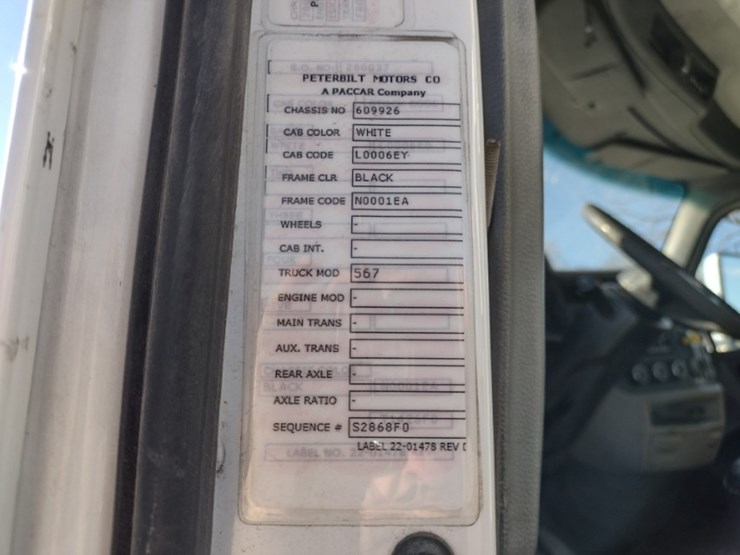 PETERBILT MOTORS CO
A PACCAR Company
CHASSIS NO 609926
CAB COLOR WHITE
CAB CODE L0006EY
FRAME CLR BLACK
FRAME CODE N0001EA
WHEELS -
CAB INT. -
TRUCK MOD 567
ENGINE MOD -
MAIN TRANS -
AUX. TRANS -
REAR AXLE -
AXLE RATIO -
SEQUENCE # S2868F0
LABEL 22-01478 REV